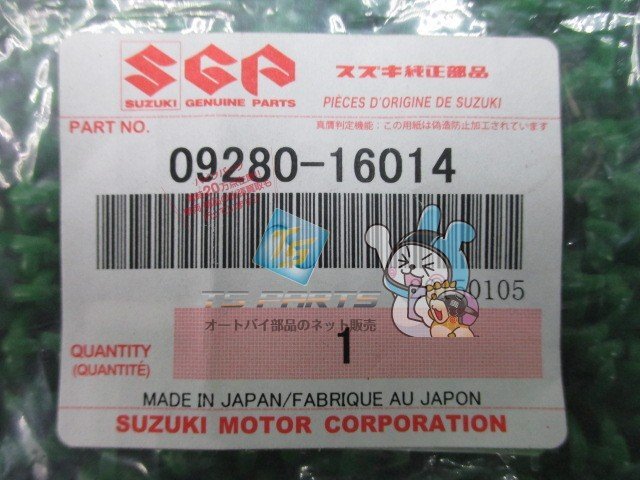 SGP
スズキ純正部品
SUZUKI GENUINE PARTS
PIÈCES D'ORIGINE DE SUZUKI
PART NO.
真贋判定機能：この用紙は偽造防止加工されています
09280-16014
0105
TS PARTS
オートバイ部品のネット販売
QUANTITY
(QUANTITÉ)
1
MADE IN JAPAN/FABRIQUE AU JAPON
SUZUKI MOTOR CORPORATION